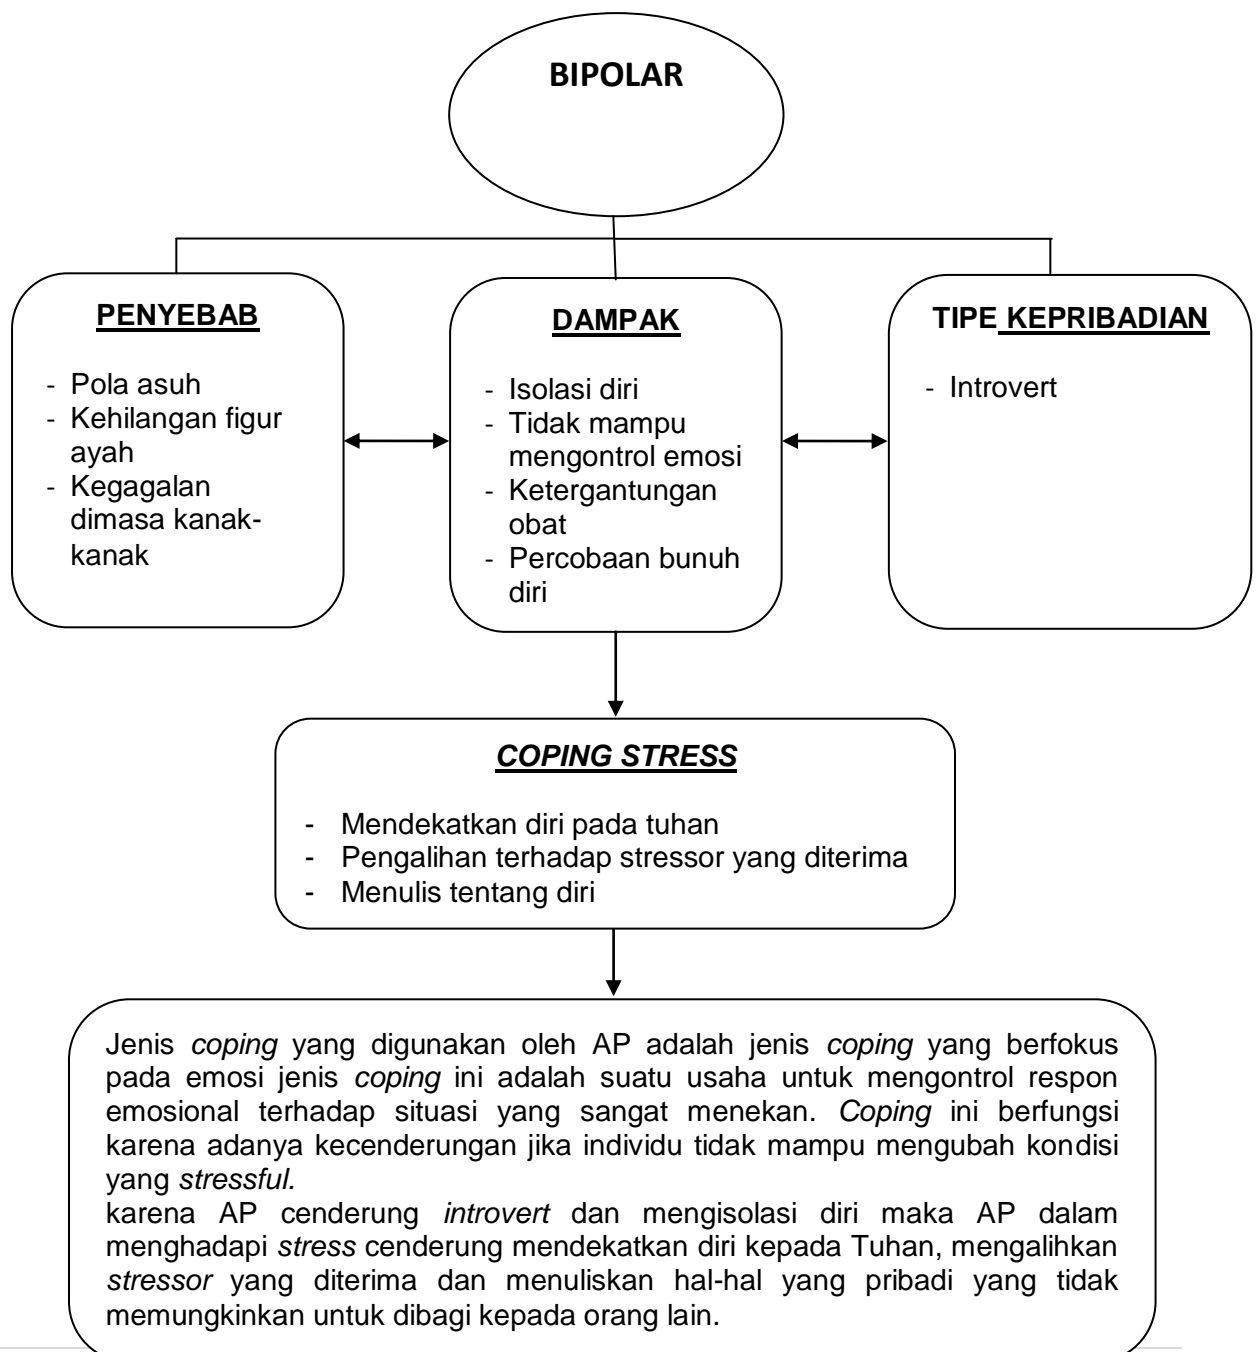 BIPOLAR
PENYEBAB
- Pola asuh
- Kehilangan figur
ayah
- Kegagalan
dimasa kanak-
kanak
DAMPAK
- Isolasi diri
- Tidak mampu
mengontrol emosi
- Ketergantungan
obat
- Percobaan bunuh
diri
TIPE KEPRIBADIAN
- Introvert
COPING STRESS
- Mendekatkan diri pada tuhan
- Pengalihan terhadap stressor yang diterima
- Menulis tentang diri
Jenis coping yang digunakan oleh AP adalah jenis coping yang berfokus
pada emosi jenis coping ini adalah suatu usaha untuk mengontrol respon
emosional terhadap situasi yang sangat menekan. Coping ini berfungsi
karena adanya kecenderungan jika individu tidak mampu mengubah kondisi
yang stressful.
karena AP cenderung introvert dan mengisolasi diri maka AP dalam
menghadapi stress cenderung mendekatkan diri kepada Tuhan, mengalihkan
stressor yang diterima dan menuliskan hal-hal yang pribadi yang tidak
memungkinkan untuk dibagi kepada orang lain.